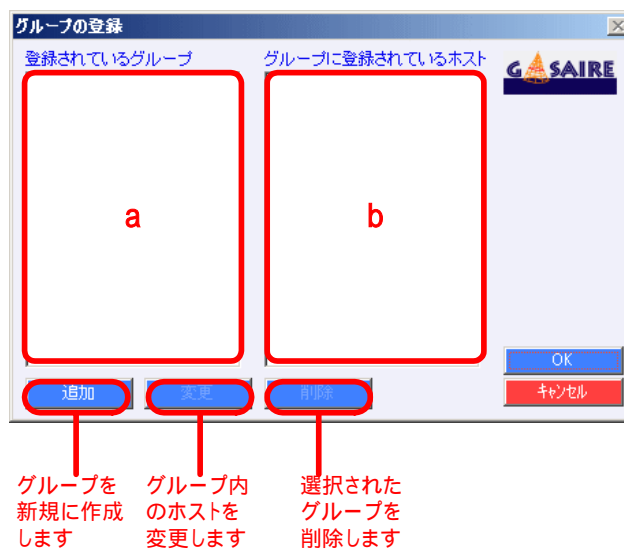 グループの登録
登録されているグループ
グループに登録されているホスト
G SAIRE
a
b
OK
追加
変更
削除
キャンセル
グループを
新規に作成
します
グループ内
のホストを
変更します
選択された
グループを
削除します